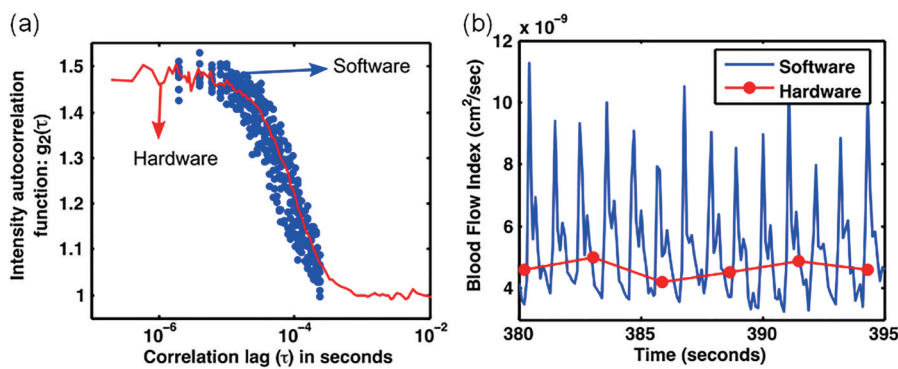 (a)
Intensity autocorrelation
function: g₂(τ)
1.5
1.4
1.3
1.2
1.1
1
Software
Hardware
10⁻⁶
10⁻⁴
10⁻²
Correlation lag (τ) in seconds
(b)
x 10⁻⁹
Blood Flow Index (cm²/sec)
12
10
8
6
4
Software
Hardware
380
385
390
395
Time (seconds)